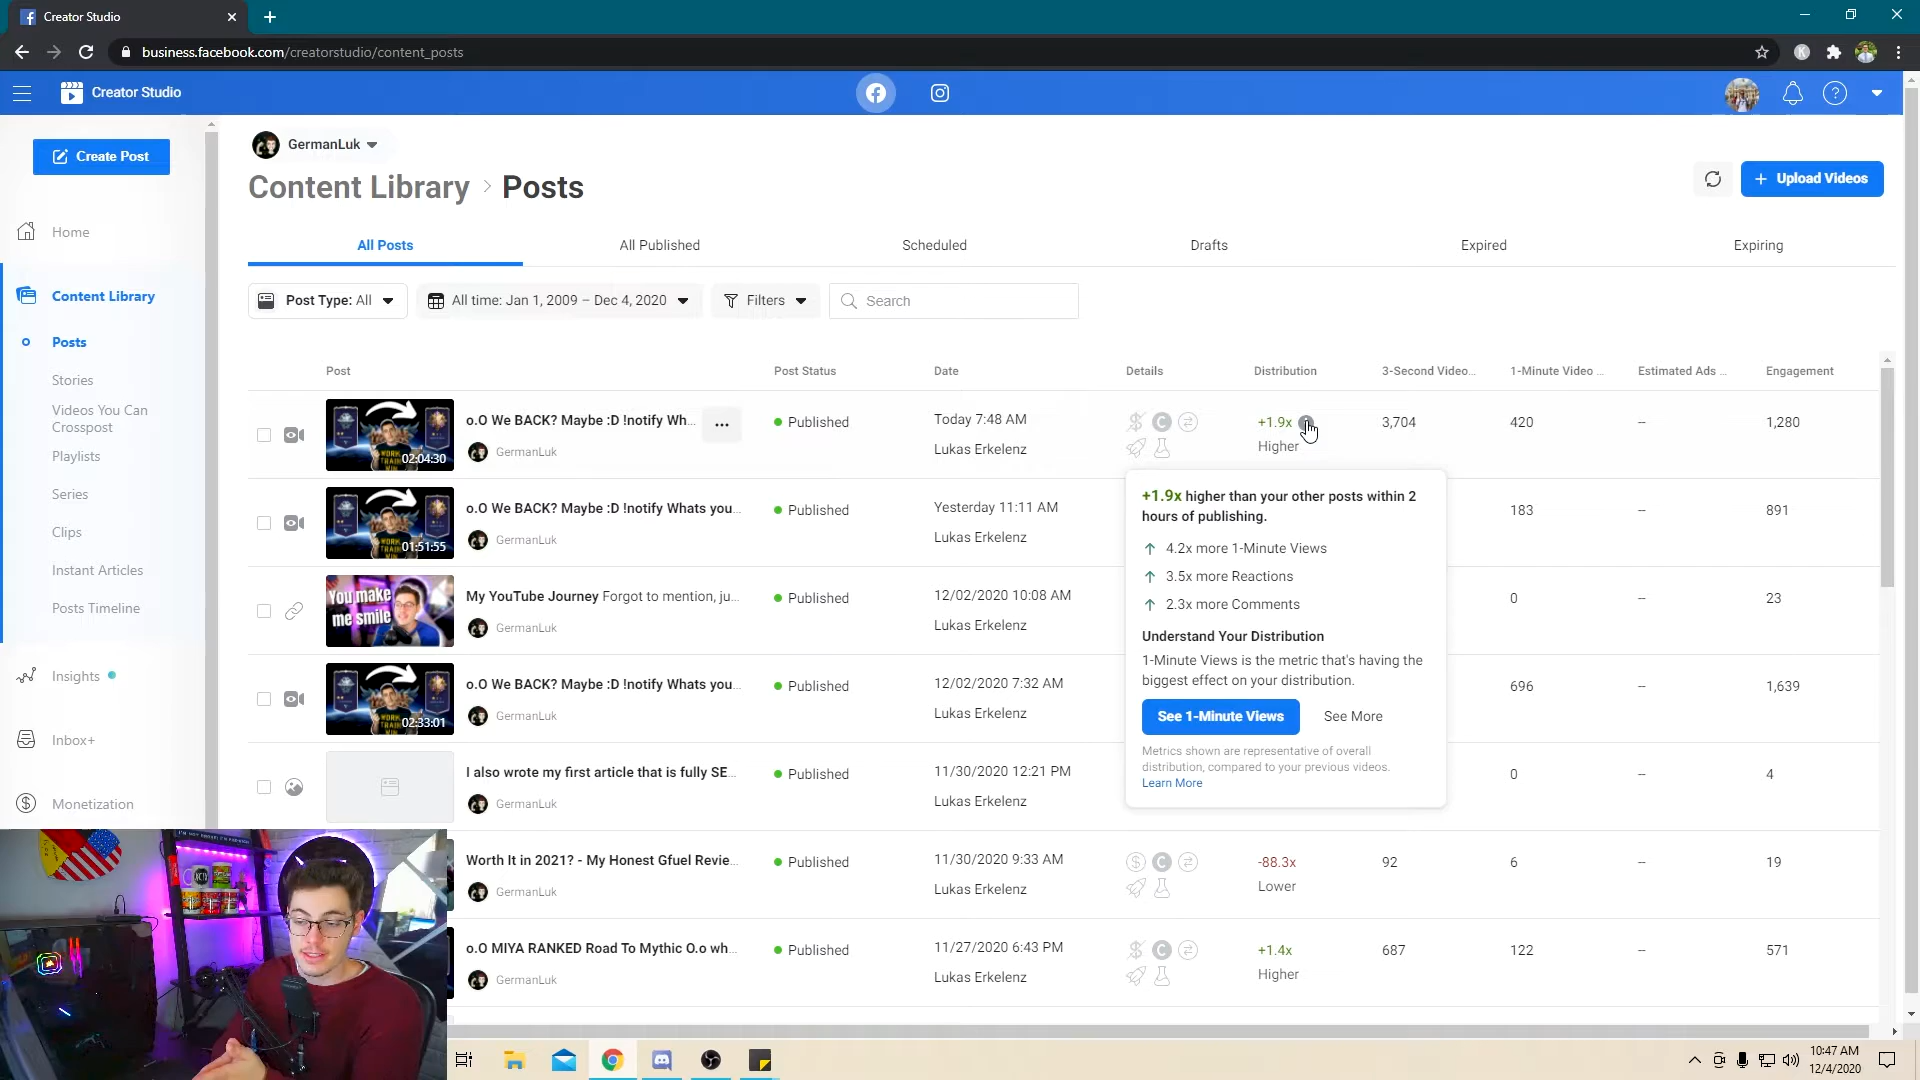 Creator Studio
business.facebook.com/creatorstudio/content_posts
Creator Studio
Create Post
GermanLuk
Content Library > Posts
Upload Videos
Home
Content Library
Posts
Stories
Videos You Can
Crosspost
Playlists
Series
Clips
Instant Articles
Posts Timeline
Insights
Inbox+
Monetization
All Posts All Published Scheduled Drafts Expired Expiring
Post Type: All All time: Jan 1, 2009 – Dec 4, 2020 Filters Search
Post Post Status Date Details Distribution 3-Second Video... 1-Minute Video ... Estimated Ads ... Engagement
02:04:30
o.O We BACK? Maybe :D !notify Wh... ... Published Today 7:48 AM +1.9x 3,704 420 -- 1,280
GermanLuk Lukas Erkelenz Higher
01:51:55
o.O We BACK? Maybe :D !notify Whats you... Published Yesterday 11:11 AM 183 -- 891
GermanLuk Lukas Erkelenz
You make
me smile
My YouTube Journey Forgot to mention, ju... Published 12/02/2020 10:08 AM 0 -- 23
GermanLuk Lukas Erkelenz
02:33:01
o.O We BACK? Maybe :D !notify Whats you... Published 12/02/2020 7:32 AM 696 -- 1,639
GermanLuk Lukas Erkelenz
I also wrote my first article that is fully SE... Published 11/30/2020 12:21 PM 0 -- 4
GermanLuk Lukas Erkelenz
Worth It in 2021? - My Honest Gfuel Revie... Published 11/30/2020 9:33 AM -88.3x 92 6 -- 19
GermanLuk Lukas Erkelenz Lower
o.O MIYA RANKED Road To Mythic O.o wh... Published 11/27/2020 6:43 PM +1.4x 687 122 -- 571
GermanLuk Lukas Erkelenz Higher
+1.9x higher than your other posts within 2
hours of publishing.
4.2x more 1-Minute Views
3.5x more Reactions
2.3x more Comments
Understand Your Distribution
1-Minute Views is the metric that's having the
biggest effect on your distribution.
See 1-Minute Views See More
Metrics shown are representative of overall
distribution, compared to your previous videos.
Learn More
10:47 AM
12/4/2020